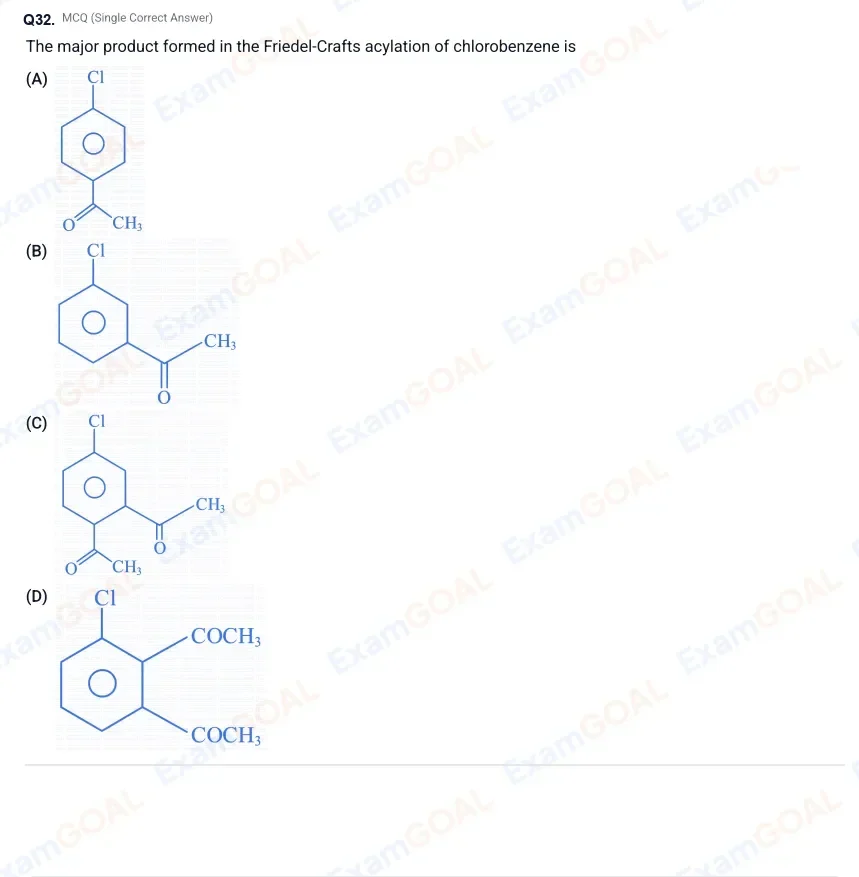 Q32. MCQ (Single Correct Answer)
The major product formed in the Friedel-Crafts acylation of chlorobenzene is
(A)
Cl
O
CH₃
(B)
Cl
CH₃
O
(C)
Cl
CH₃
O
O
CH₃
(D)
Cl
COCH₃
COCH₃
ExamGOAL